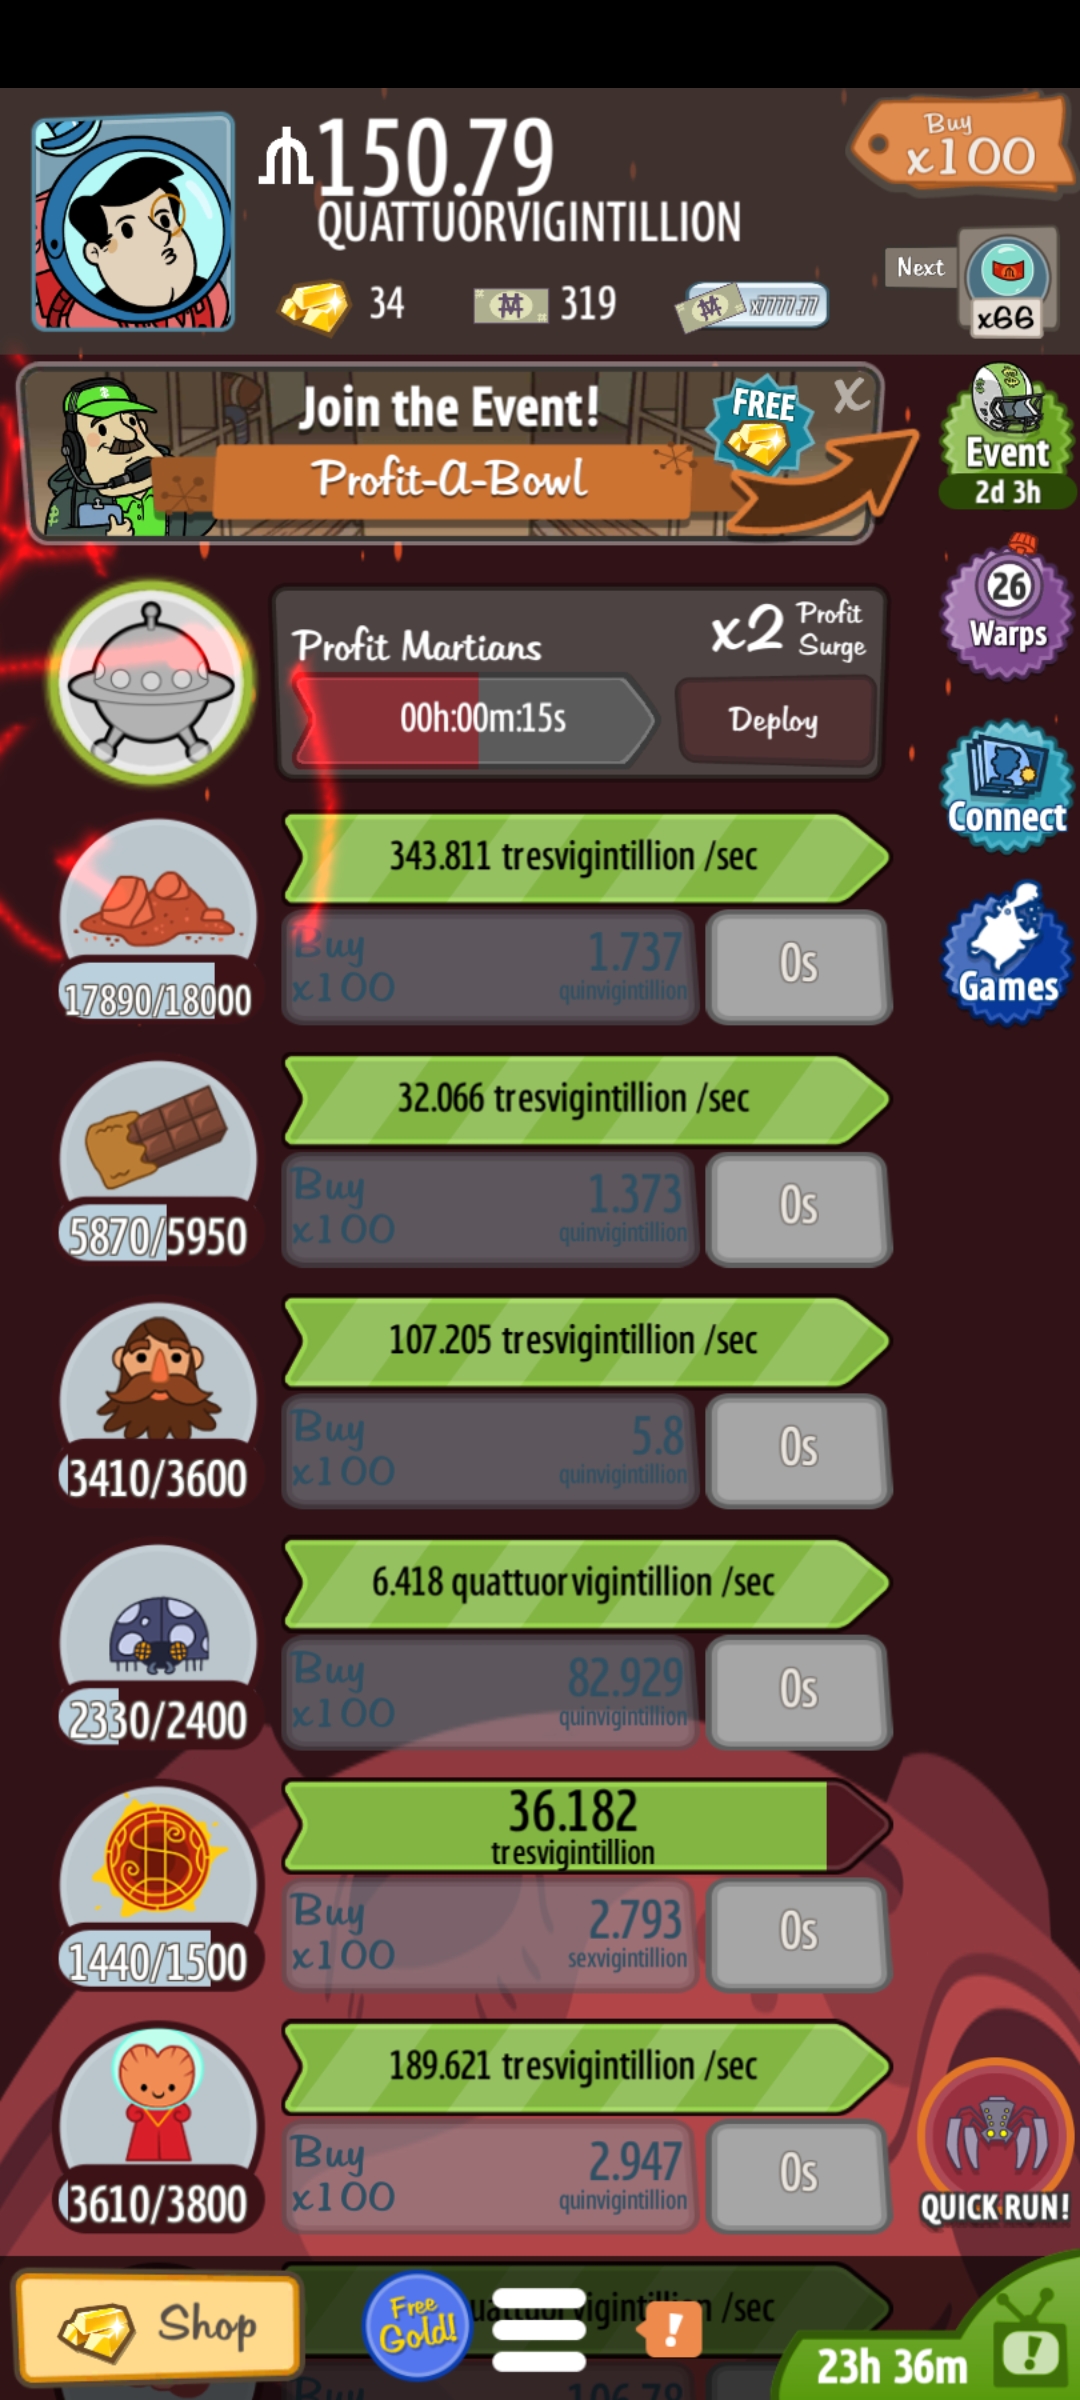 150.79
QUATTUORVIGINTILLION
Buy
x100
34
319
x7777.77
Next
x66
Join the Event!
Profit-A-Bowl
FREE
X
Event
2d 3h
Profit Martians
x2 Profit
Surge
00h:00m:15s
Deploy
26
Warps
Connect
Games
343.811 tresvigintillion /sec
17890/18000
Buy
x100
1.737
quinvigintillion
0s
32.066 tresvigintillion /sec
5870/5950
Buy
x100
1.373
quinvigintillion
0s
107.205 tresvigintillion /sec
3410/3600
Buy
x100
5.8
quinvigintillion
0s
6.418 quattuorvigintillion /sec
2330/2400
Buy
x100
82.929
quinvigintillion
0s
36.182
tresvigintillion
1440/1500
Buy
x100
2.793
sexvigintillion
0s
189.621 tresvigintillion /sec
3610/3800
Buy
x100
2.947
quinvigintillion
0s
QUICK RUN!
Shop
Free
Gold!
/sec
!
23h 36m
!
Buy